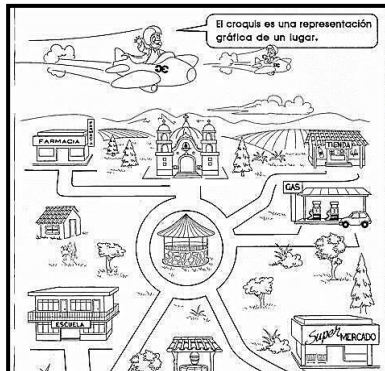 El croquis es una representación
gráfica de un lugar.
FARMACIA
TIENDA
GAS
ESCUELA
Super MERCADO